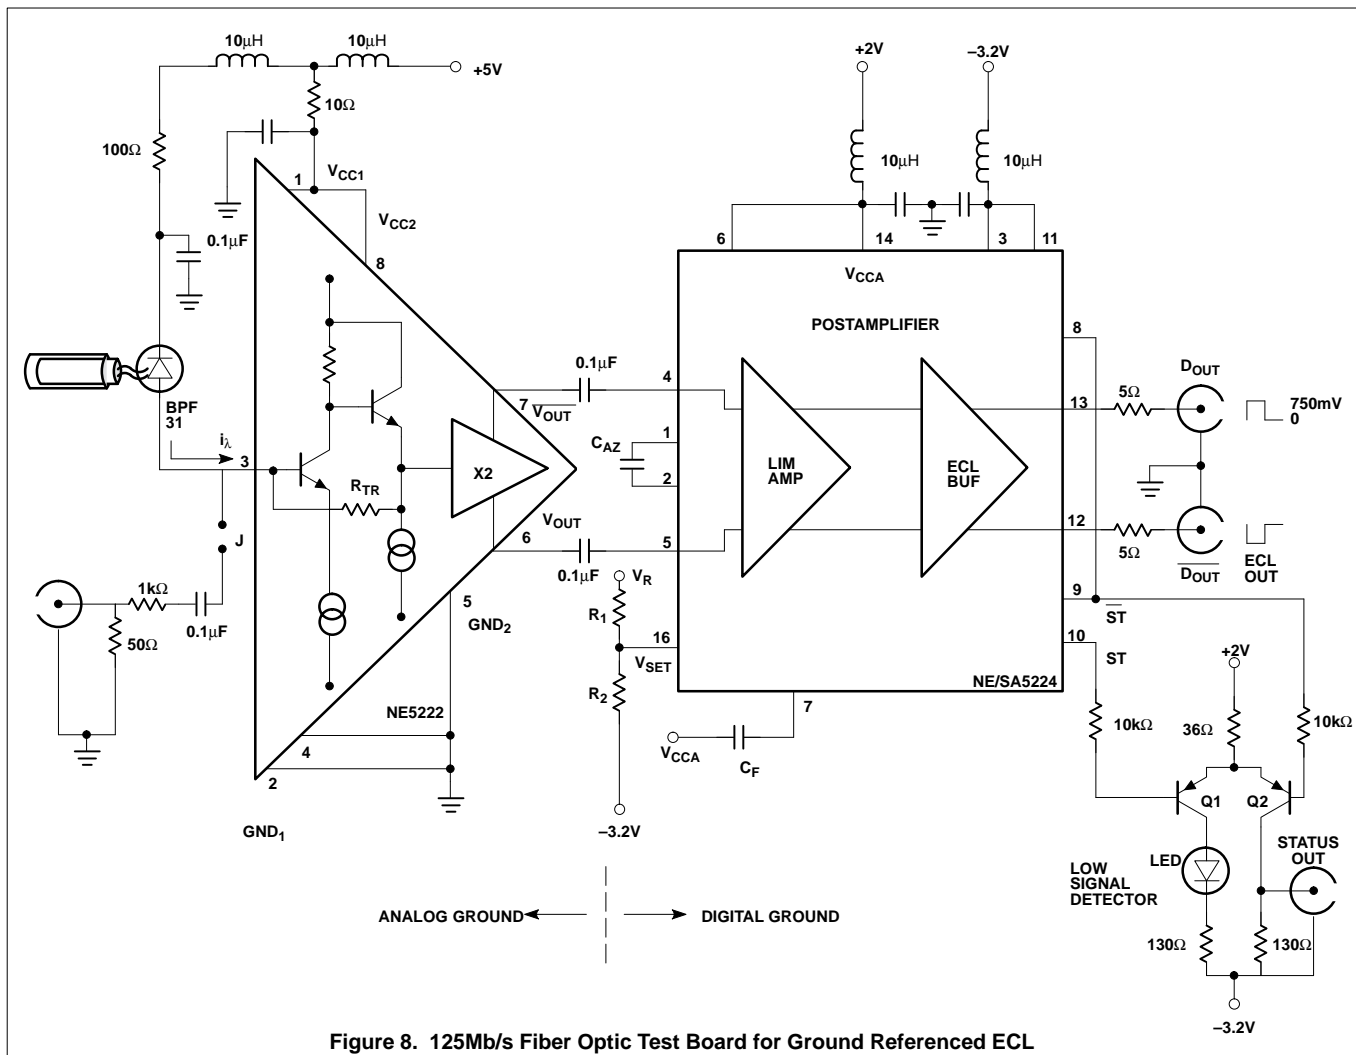 10μH
10μH
+5V
10Ω
100Ω
0.1μF
1
VCC1
VCC2
8
BPF
31
iλ
3
RTR
X2
7
VOUT
VOUT
6
0.1μF
0.1μF
J
1kΩ
0.1μF
50Ω
5
GND2
NE5222
4
2
GND1
+2V
–3.2V
10μH
10μH
6
14
3
11
VCCA
POSTAMPLIFIER
8
4
1
CAZ
2
LIM
AMP
ECL
BUF
5
13
5Ω
DOUT
750mV
0
12
5Ω
DOUT
ECL
OUT
VR
R1
16
VSET
R2
–3.2V
NE/SA5224
7
VCCA
CF
9
ST
10
ST
+2V
10kΩ
36Ω
10kΩ
Q1
Q2
LED
STATUS
OUT
LOW
SIGNAL
DETECTOR
130Ω
130Ω
–3.2V
ANALOG GROUND
DIGITAL GROUND
Figure 8. 125Mb/s Fiber Optic Test Board for Ground Referenced ECL